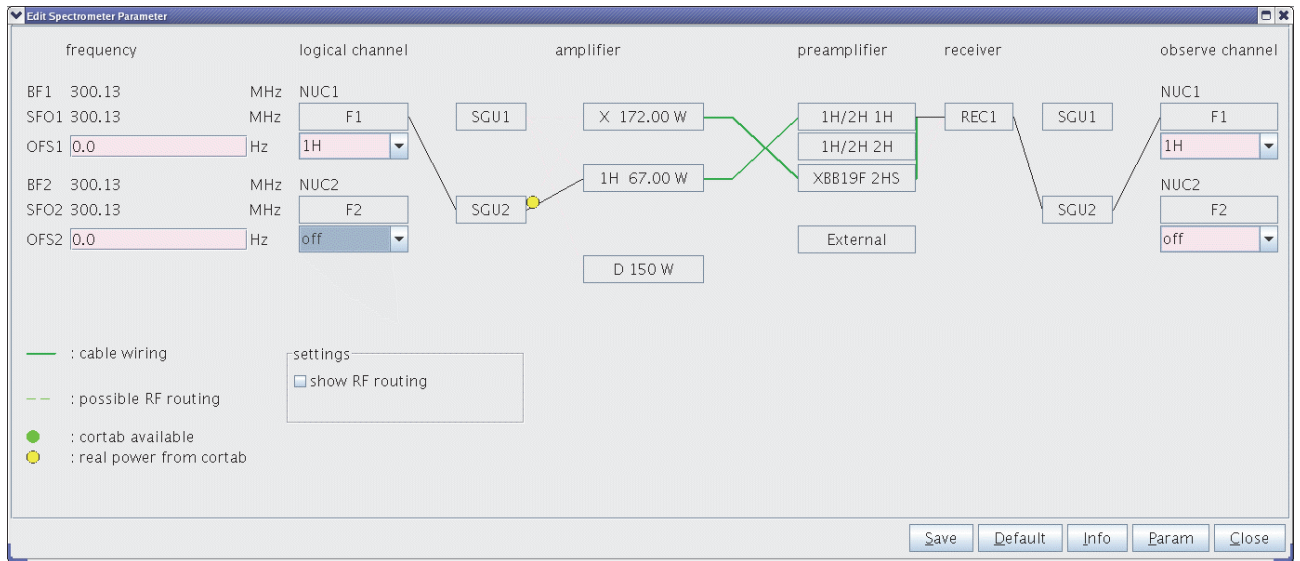 Edit Spectrometer Parameter
frequency logical channel amplifier preamplifier receiver observe channel
BF1 300.13 MHz NUC1 NUC1
SFO1 300.13 MHz F1 SGU1 X 172.00 W 1H/2H 1H REC1 SGU1 F1
OFS1 0.0 Hz 1H 1H/2H 2H 1H
BF2 300.13 MHz NUC2 1H 67.00 W XBB19F 2HS NUC2
SFO2 300.13 MHz F2 SGU2 SGU2 F2
OFS2 0.0 Hz off External off
D 150 W
: cable wiring settings
show RF routing
: possible RF routing
: cortab available
: real power from cortab
Save Default Info Param Close